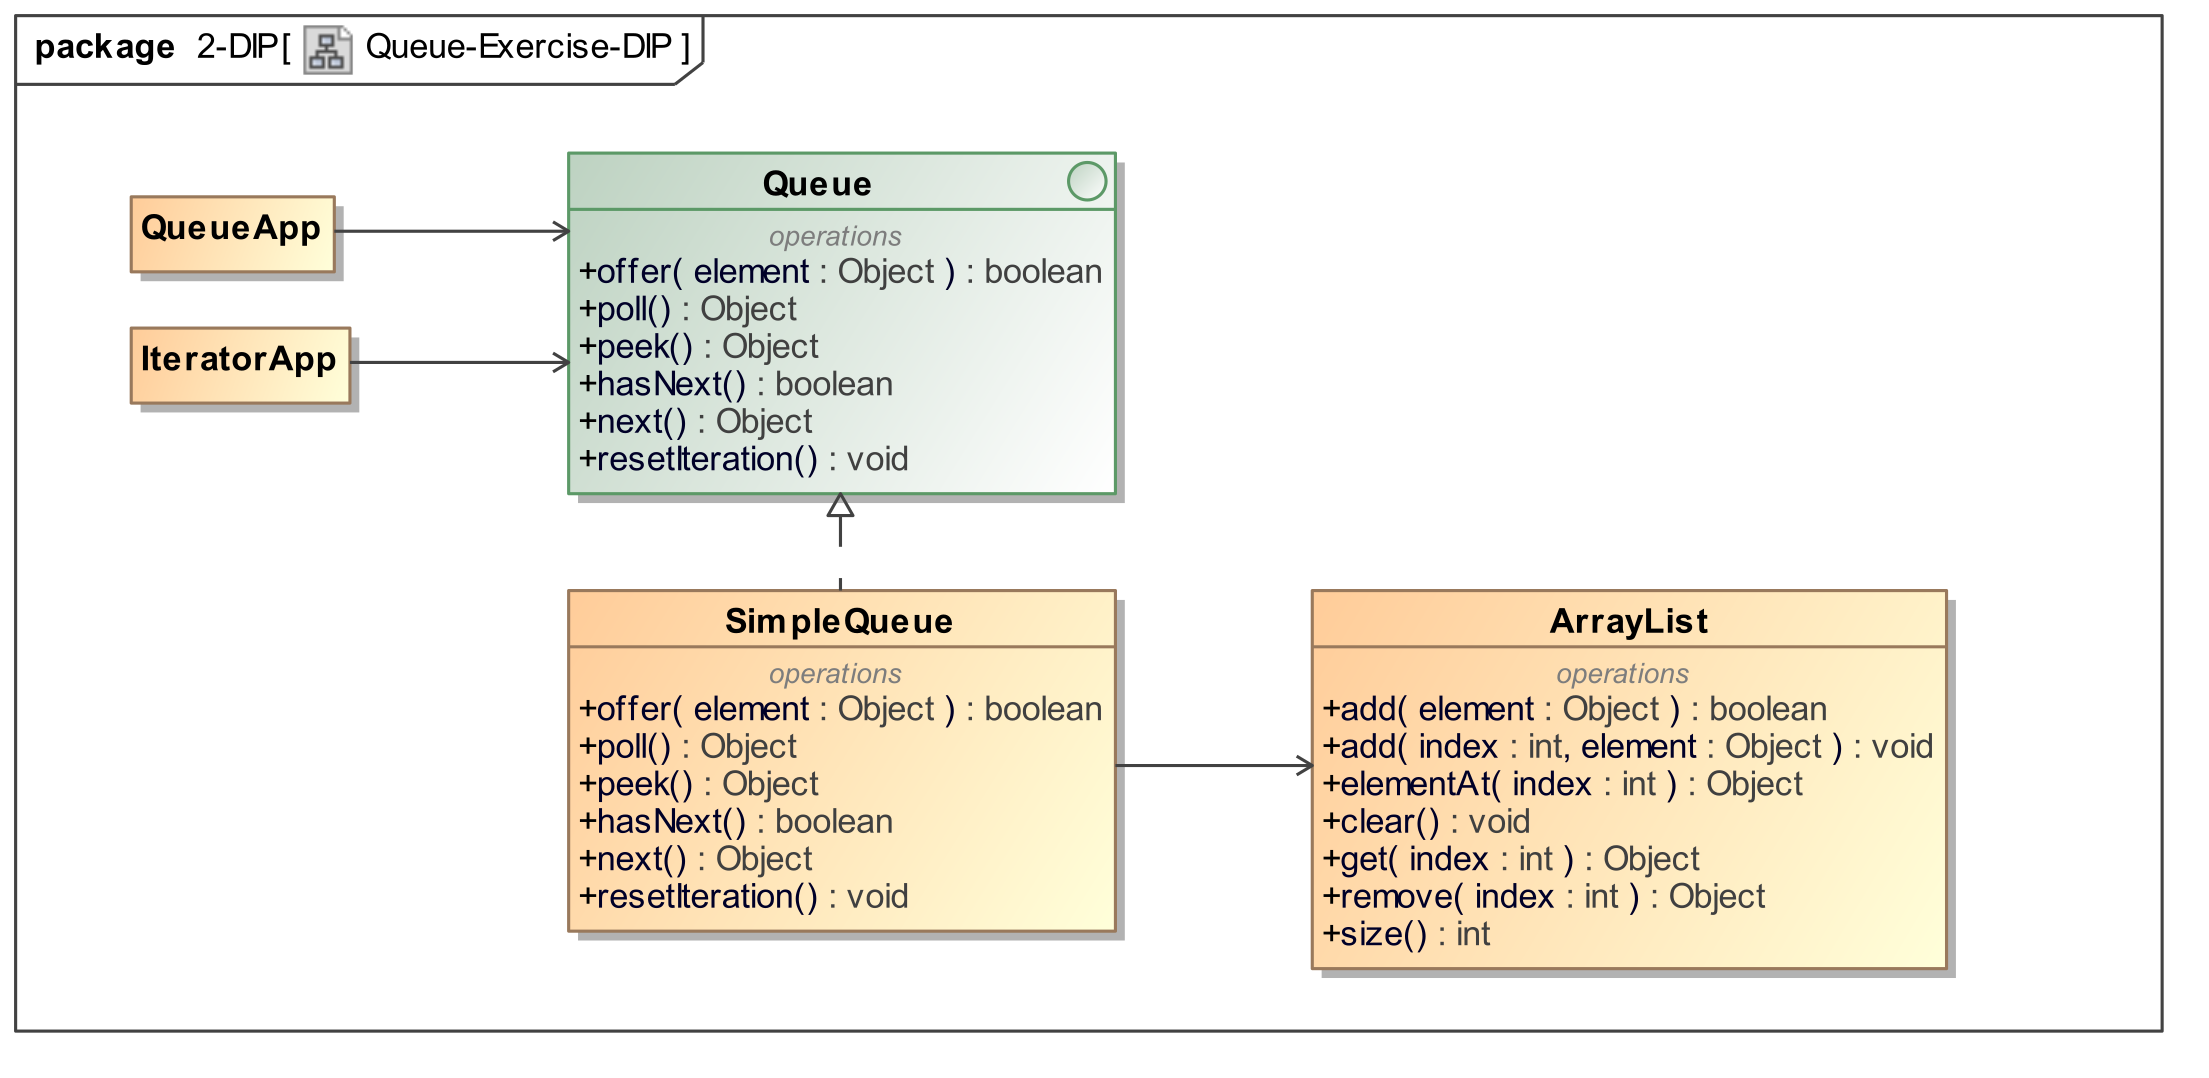 package 2-DIP[ Queue-Exercise-DIP ]
QueueApp
IteratorApp
Queue
operations
+offer( element : Object ) : boolean
+poll() : Object
+peek() : Object
+hasNext() : boolean
+next() : Object
+resetIteration() : void
SimpleQueue
operations
+offer( element : Object ) : boolean
+poll() : Object
+peek() : Object
+hasNext() : boolean
+next() : Object
+resetIteration() : void
ArrayList
operations
+add( element : Object ) : boolean
+add( index : int, element : Object ) : void
+elementAt( index : int ) : Object
+clear() : void
+get( index : int ) : Object
+remove( index : int ) : Object
+size() : int